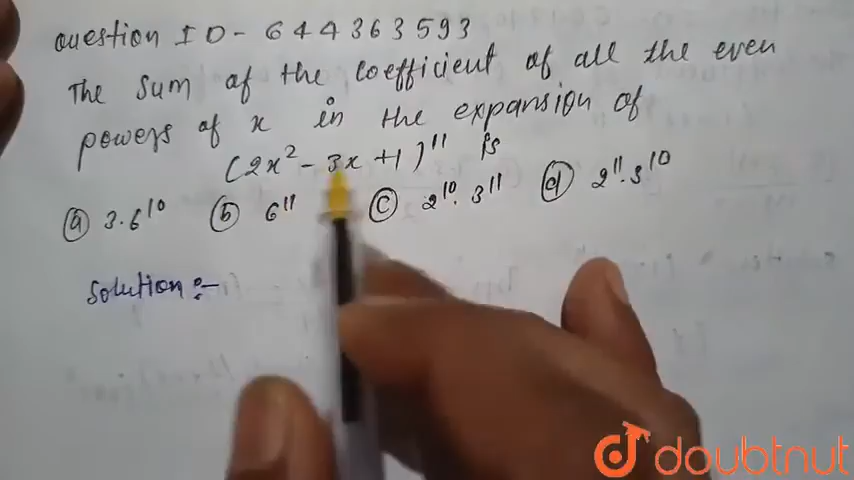 Question ID - 644363593
The sum of the coefficient of all the even
powers of x in the expansion of
(2x² - 3x + 1)¹¹ is
(a) 3·6¹⁰ (b) 6¹¹ (c) 2¹⁰·3¹¹ (d) 2¹¹·3¹⁰
Solution :-
doubtnut